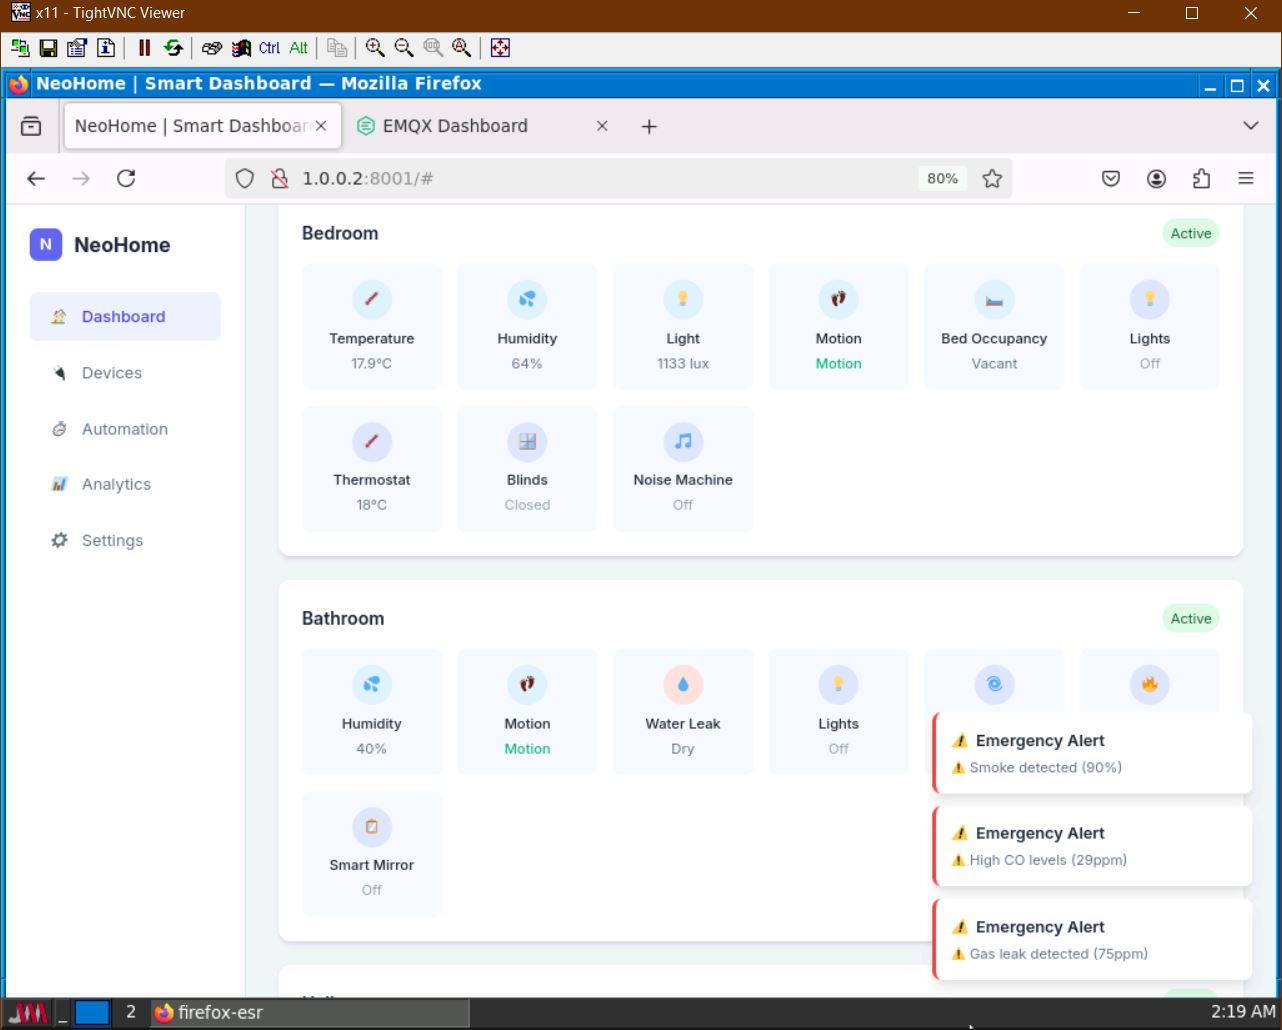 x11 - TightVNC Viewer
Ctrl Alt
NeoHome | Smart Dashboard — Mozilla Firefox
NeoHome | Smart Dashboar
EMQX Dashboard
1.0.0.2:8001/#
80%
N
NeoHome
Dashboard
Devices
Automation
Analytics
Settings
Bedroom
Active
Temperature
17.9°C
Humidity
64%
Light
1133 lux
Motion
Motion
Bed Occupancy
Vacant
Lights
Off
Thermostat
18°C
Blinds
Closed
Noise Machine
Off
Bathroom
Active
Humidity
40%
Motion
Motion
Water Leak
Dry
Lights
Off
Smart Mirror
Off
Emergency Alert
Smoke detected (90%)
Emergency Alert
High CO levels (29ppm)
Emergency Alert
Gas leak detected (75ppm)
2
firefox-esr
2:19 AM